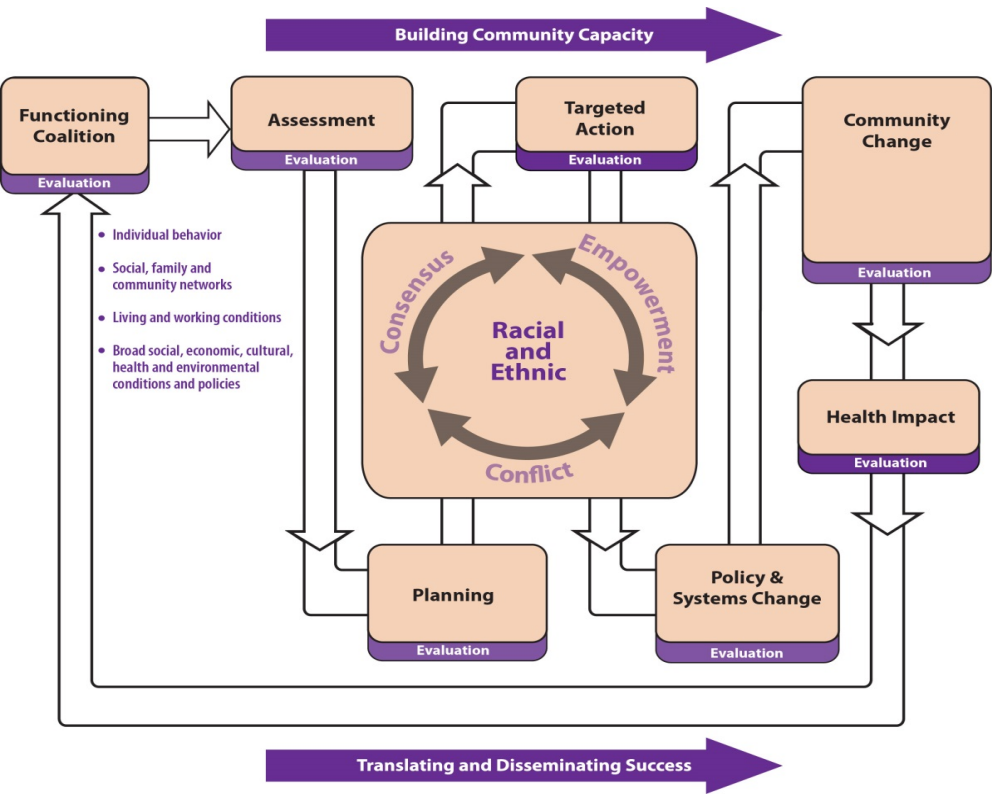 Building Community Capacity
Functioning
Coalition
Evaluation
Assessment
Evaluation
Targeted
Action
Evaluation
Community
Change
Evaluation
• Individual behavior
• Social, family and
community networks
• Living and working conditions
• Broad social, economic, cultural,
health and environmental
conditions and policies
Consensus
Empowerment
Conflict
Racial
and
Ethnic
Health Impact
Evaluation
Planning
Evaluation
Policy &
Systems Change
Evaluation
Translating and Disseminating Success